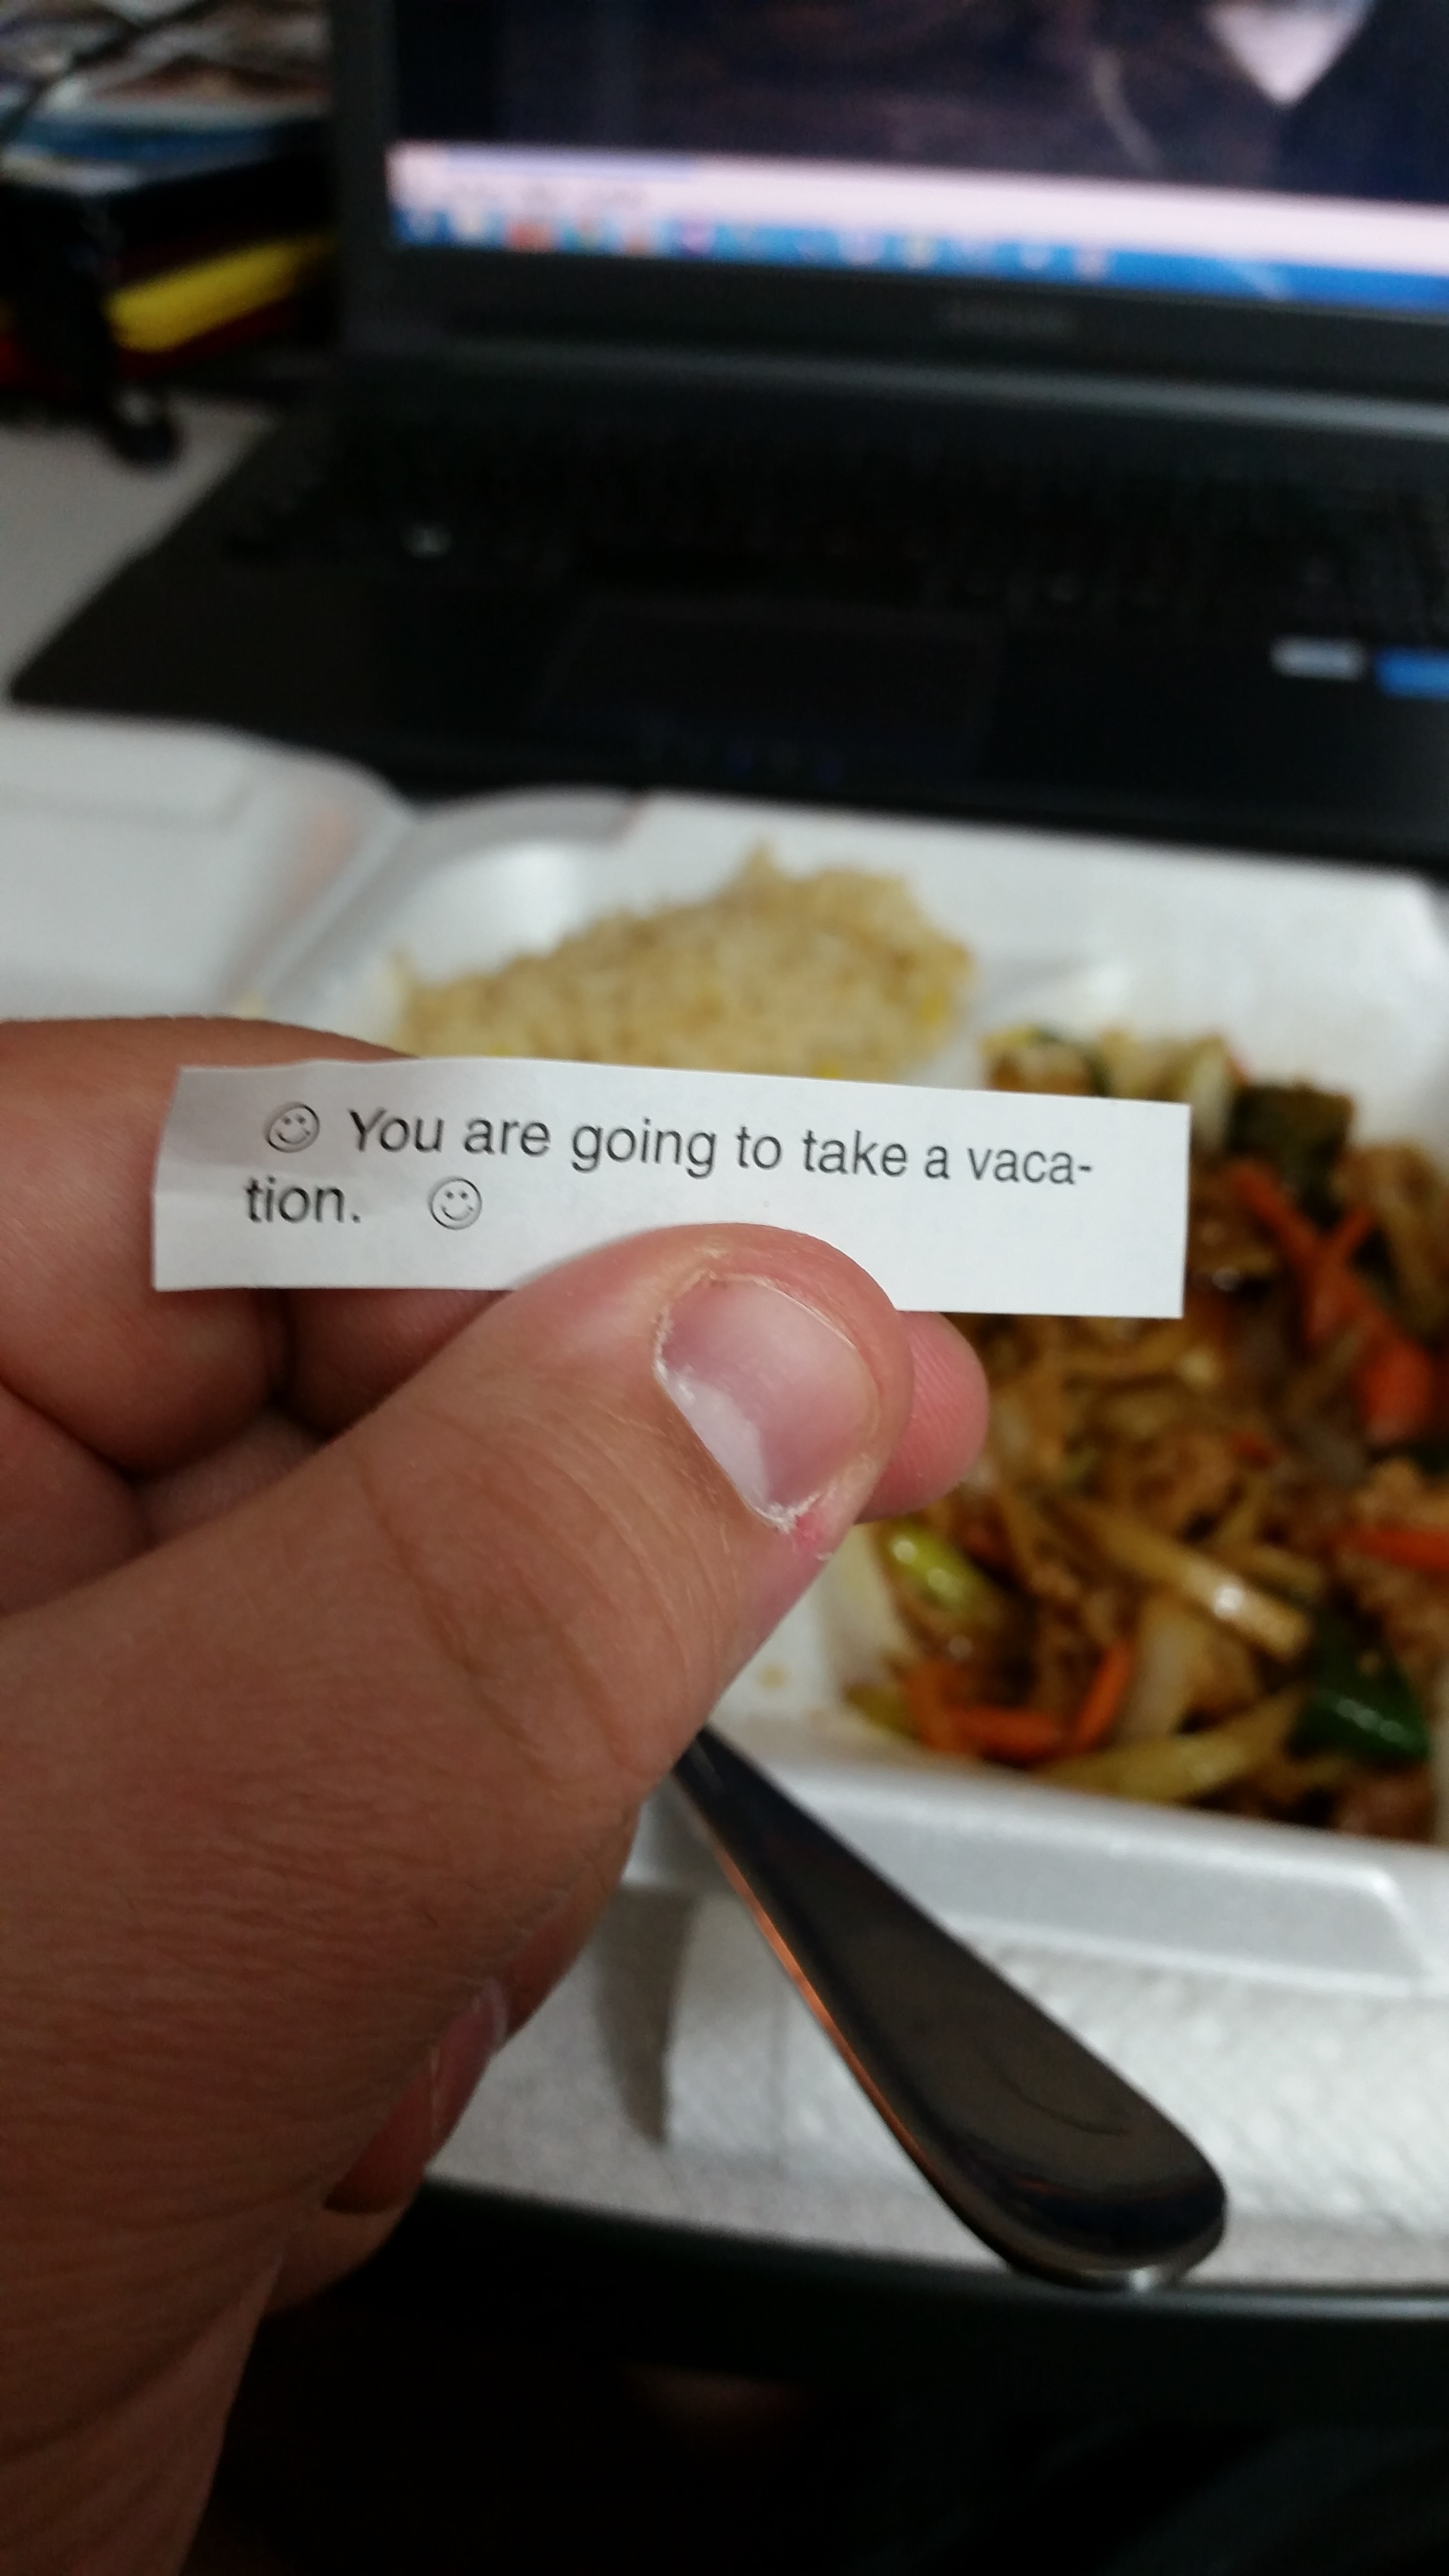 ☺ You are going to take a vaca-
tion. ☺